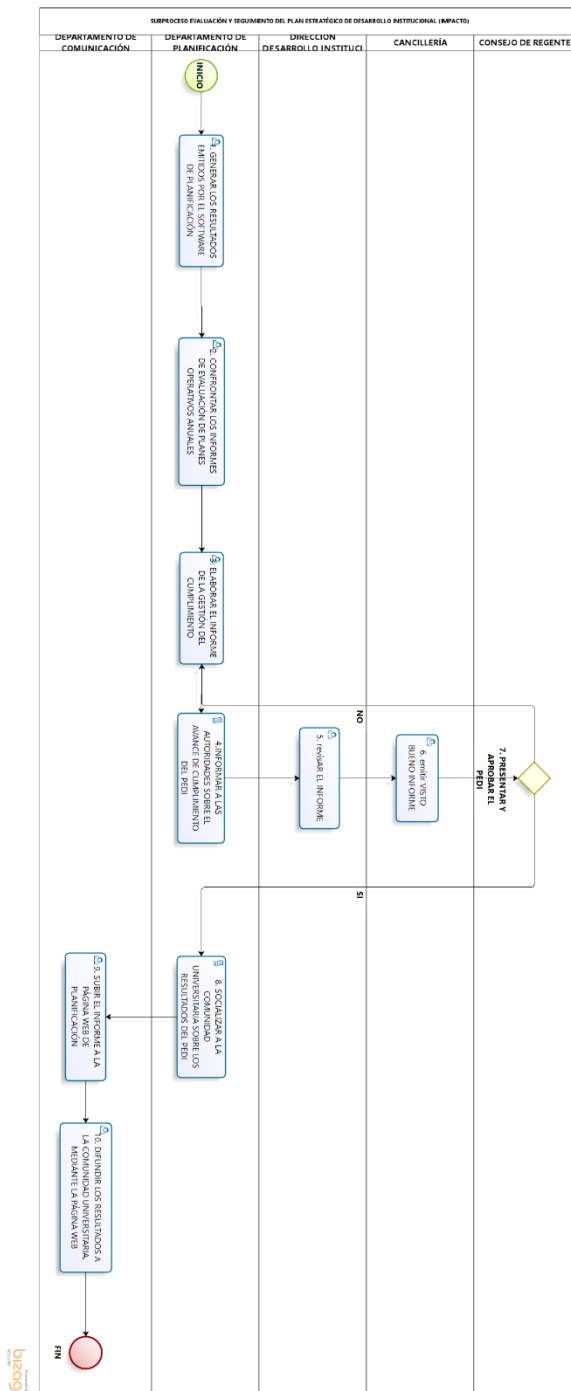 SUBPROCESO EVALUACIÓN Y SEGUIMIENTO DEL PLAN ESTRATÉGICO DE DESARROLLO INSTITUCIONAL (IMPACTO)
DEPARTAMENTO DE
COMUNICACIÓN
DEPARTAMENTO DE
PLANIFICACIÓN
DIRECCIÓN
DESARROLLO INSTITUCI
CANCILLERÍA
CONSEJO DE REGENTE
INICIO
1. GENERAR LOS RESULTADOS
EMITIDOS POR EL SOFTWARE
DE PLANIFICACIÓN
2. CONFRONTAR LOS INFORMES
DE EVALUACIÓN DE PLANES
OPERATIVOS ANUALES
3. ELABORAR EL INFORME
DE LA GESTIÓN DEL
CUMPLIMIENTO
4.INFORMAR A LAS
AUTORIDADES SOBRE EL
AVANCE DE CUMPLIMIENTO
DEL PEDI
5. revisAR EL INFORME
6. emitir VISTO
BUENO INFORME
7. PRESENTAR Y
APROBAR EL
PEDI
NO
SI
8. SOCIALIZAR A LA
COMUNIDAD
UNIVERSITARIA SOBRE LOS
RESULTADOS DEL PEDI
9. SUBIR EL INFORME A LA
PÁGINA WEB DE
PLANIFICACIÓN
10. DIFUNDIR LOS RESULTADOS A
LA COMUNIDAD UNIVERSITARIA,
MEDIANTE LA PÁGINA WEB
FIN
bizag